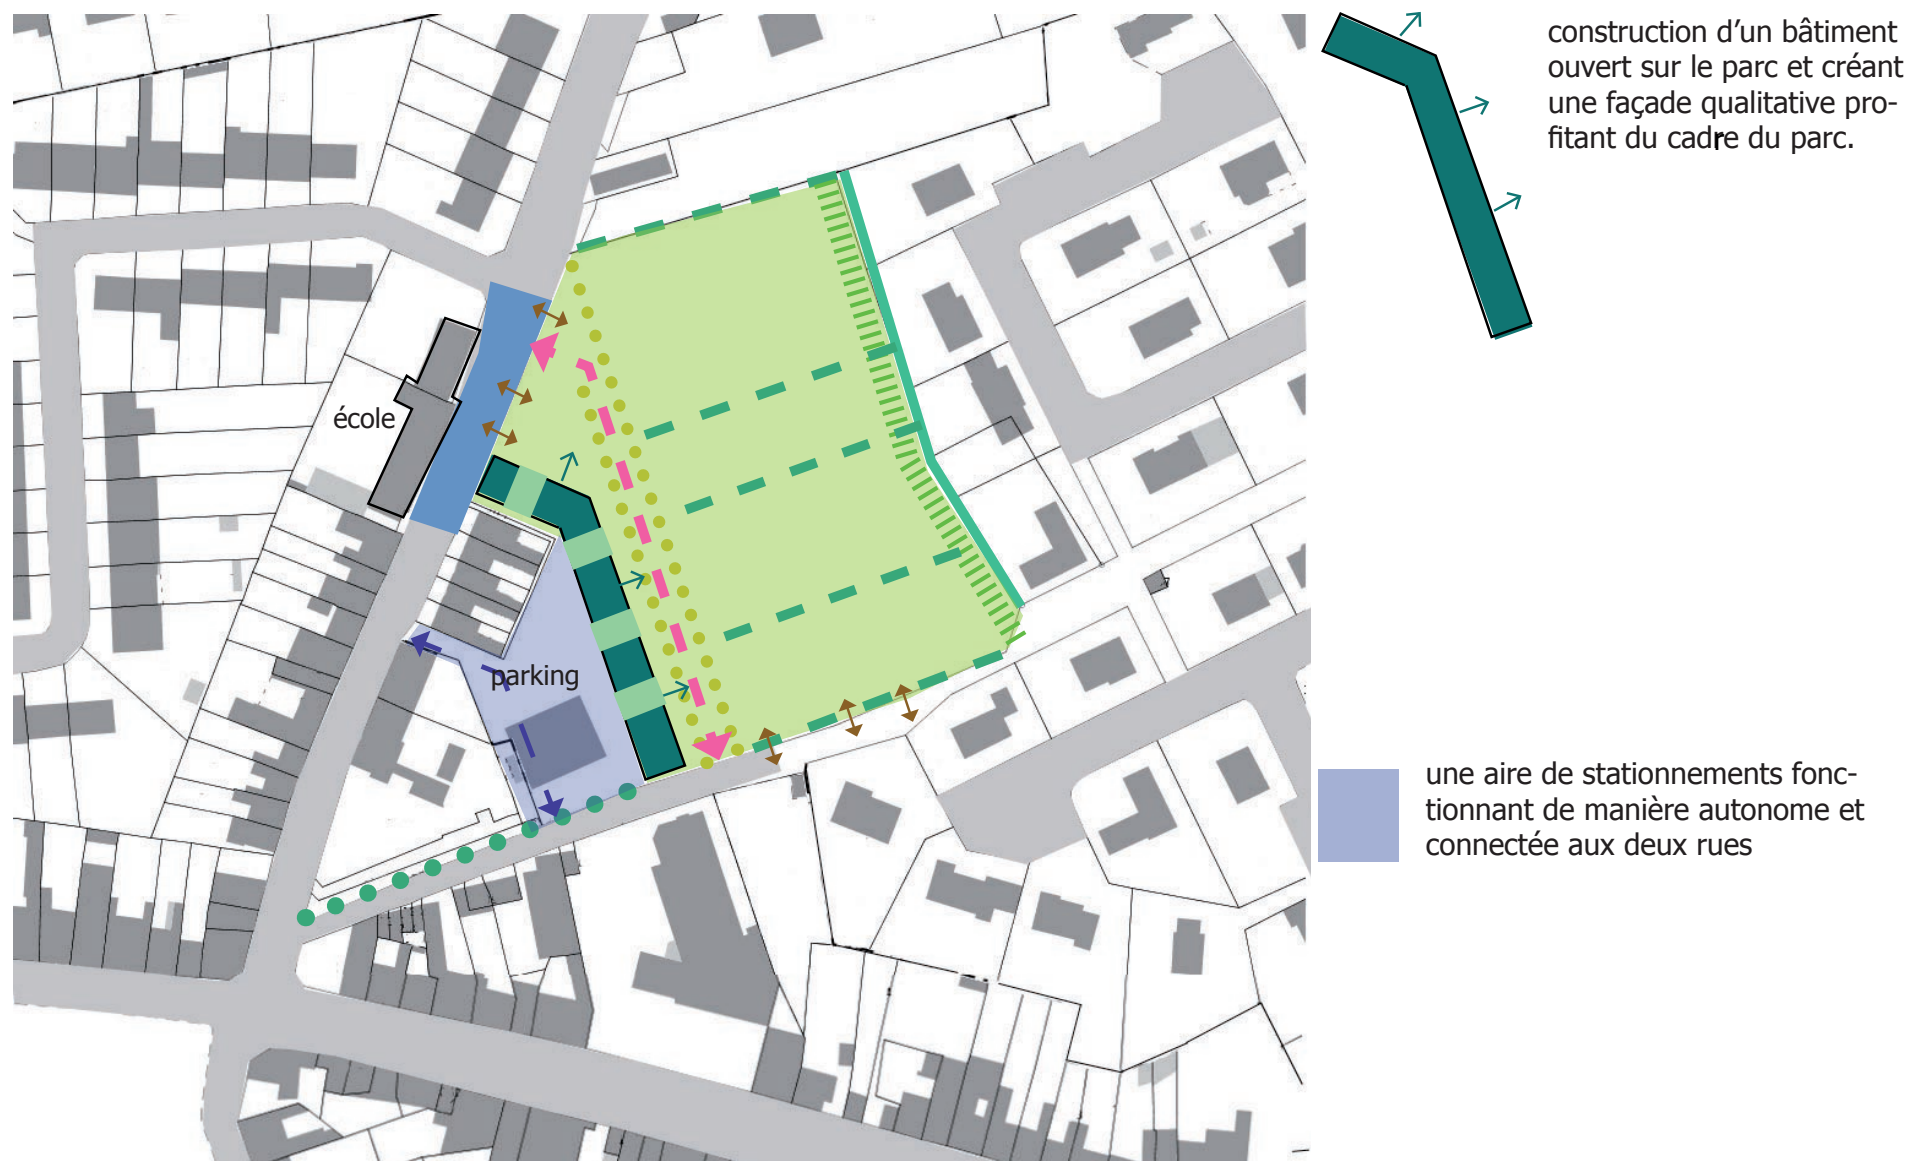 construction d’un bâtiment
ouvert sur le parc et créant
une façade qualitative pro-
fitant du cadre du parc.
école
parking
une aire de stationnements fonc-
tionnant de manière autonome et
connectée aux deux rues